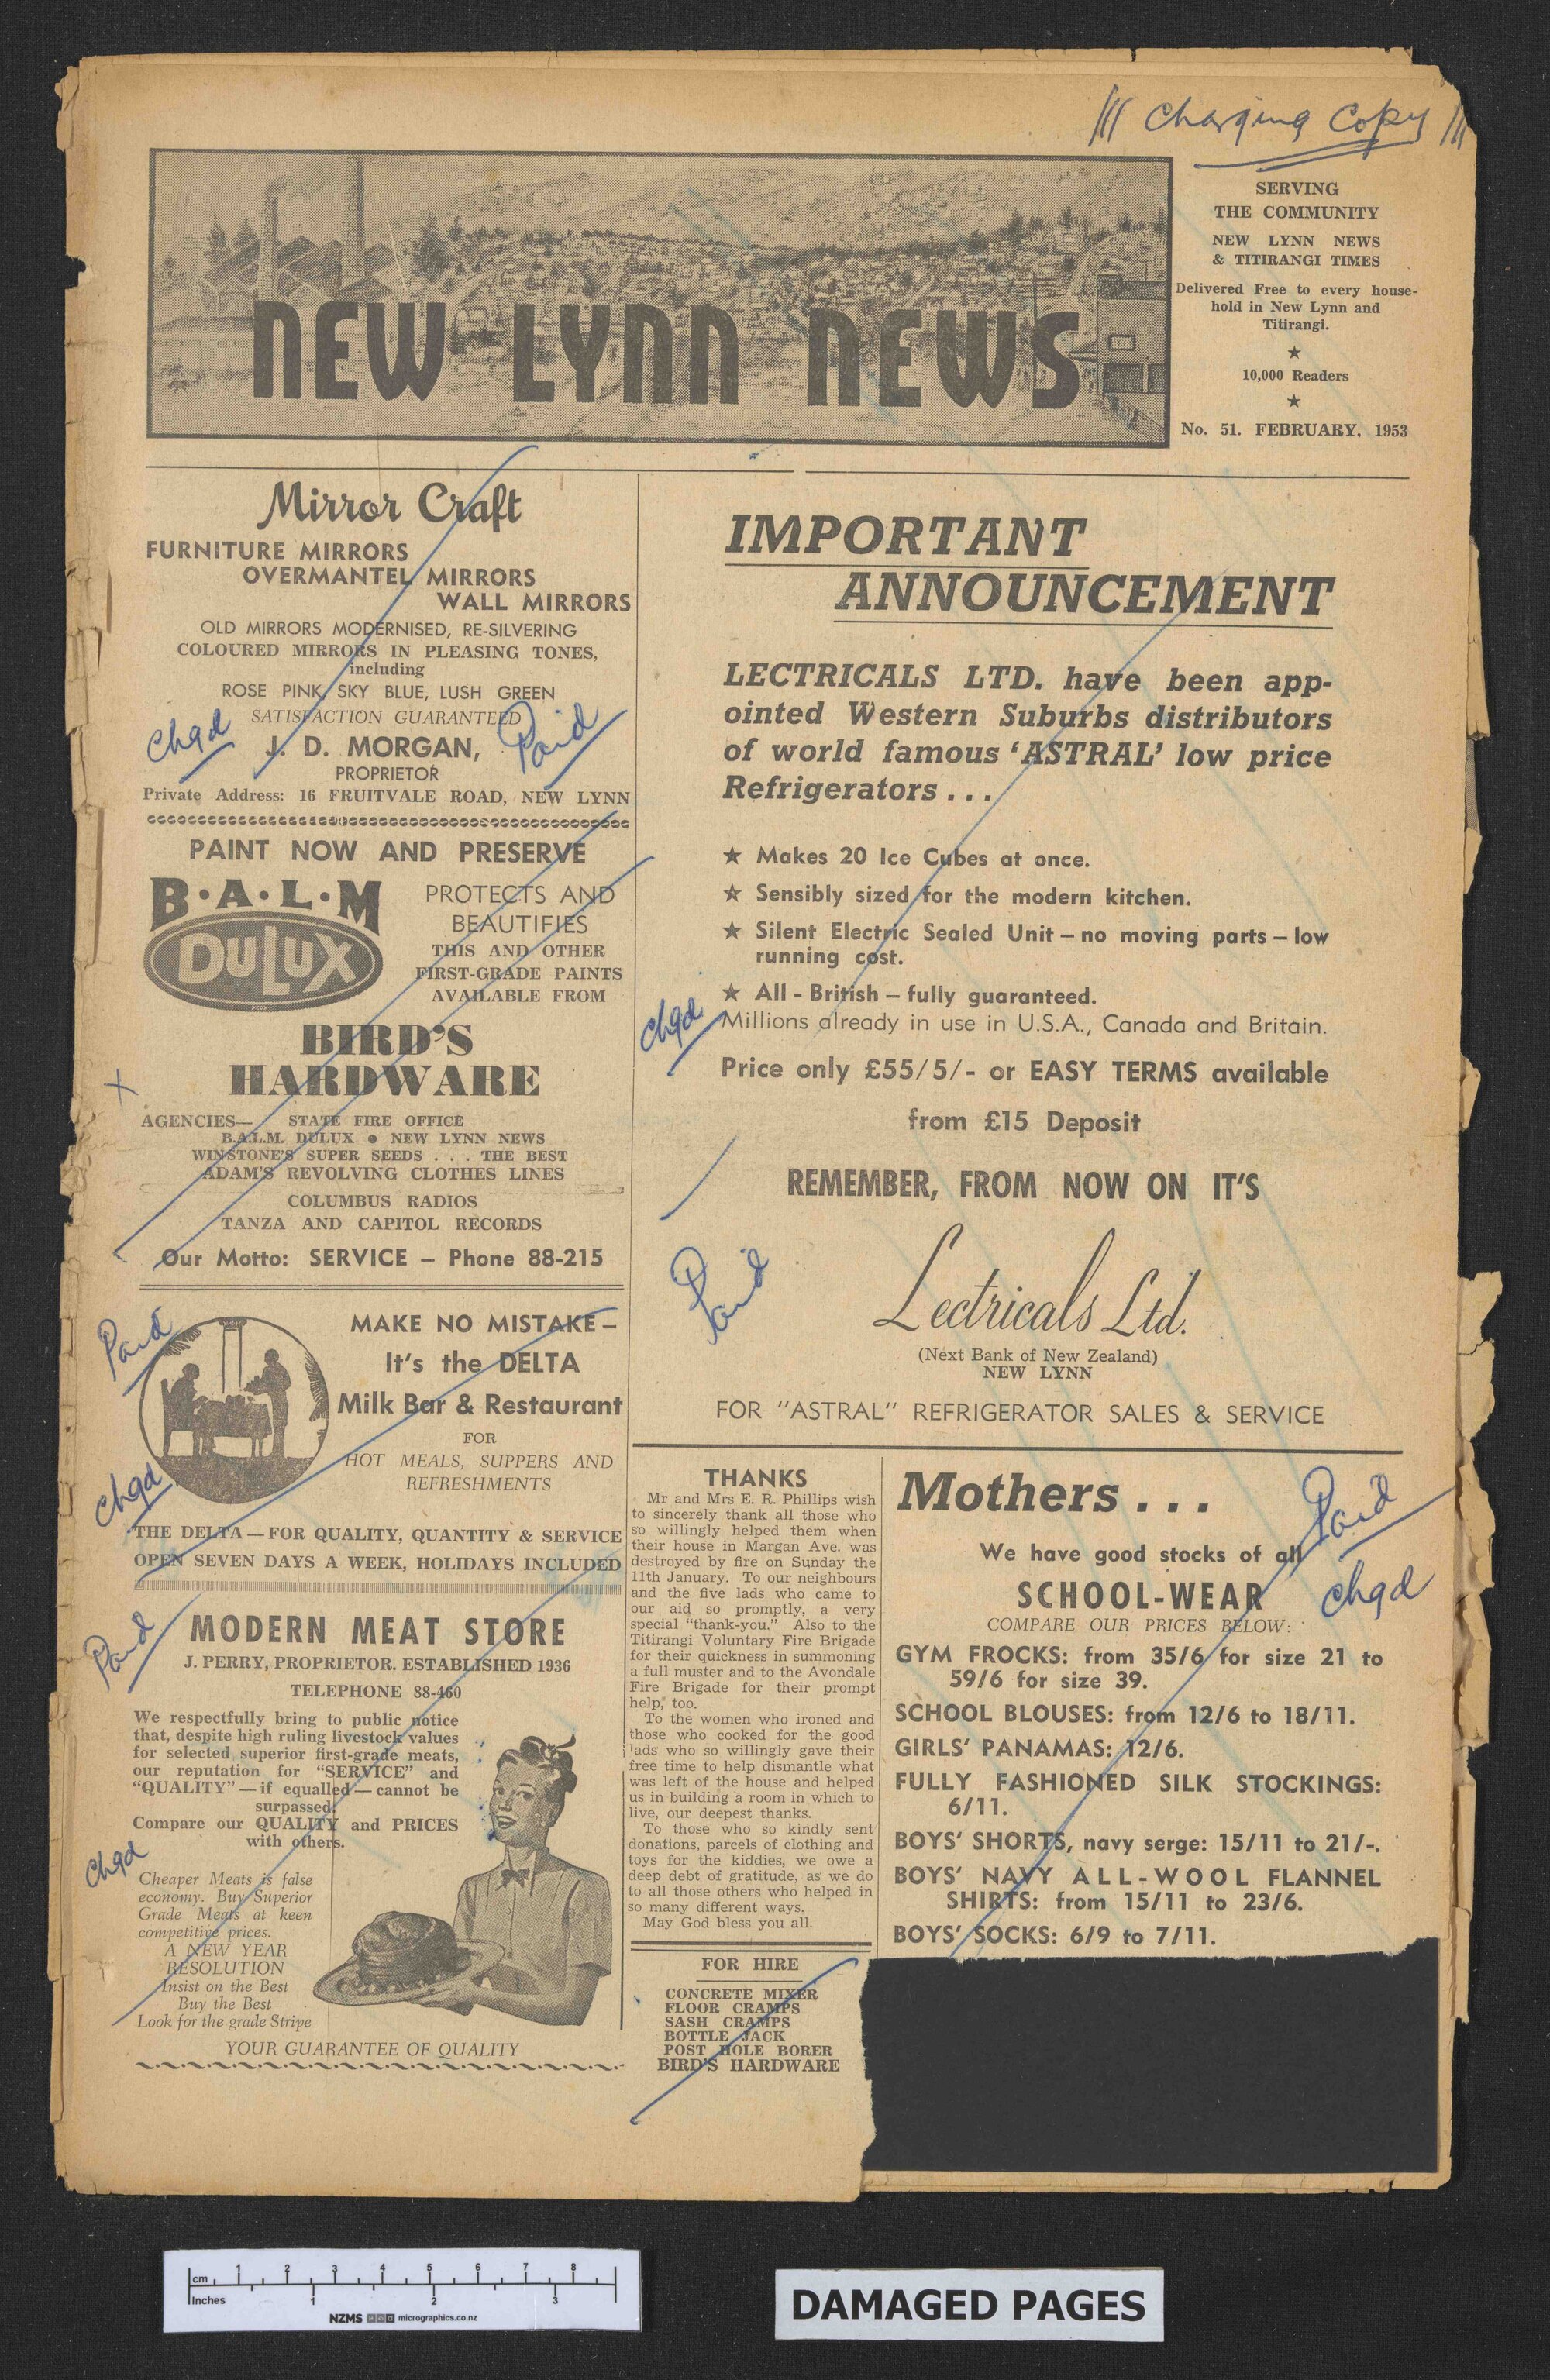 /// Charging Copy ///
NEW LYNN NEWS
SERVING
THE COMMUNITY
NEW LYNN NEWS
& TITIRANGI TIMES
Delivered Free to every house-
hold in New Lynn and
Titirangi.
★
10,000 Readers
★
No. 51. FEBRUARY, 1953
Mirror Craft
FURNITURE MIRRORS
OVERMANTEL MIRRORS
WALL MIRRORS
OLD MIRRORS MODERNISED, RE-SILVERING
COLOURED MIRRORS IN PLEASING TONES,
including
ROSE PINK, SKY BLUE, LUSH GREEN
SATISFACTION GUARANTEED
Chgd
J. D. MORGAN,
Paid
PROPRIETOR
Private Address: 16 FRUITVALE ROAD, NEW LYNN
PAINT NOW AND PRESERVE
B·A·L·M
DULUX
PROTECTS AND
BEAUTIFIES
THIS AND OTHER
FIRST-GRADE PAINTS
AVAILABLE FROM
BIRD'S
HARDWARE
X
AGENCIES— STATE FIRE OFFICE
B.A.L.M. DULUX ● NEW LYNN NEWS
WINSTONE'S SUPER SEEDS . . . THE BEST
ADAM'S REVOLVING CLOTHES LINES
COLUMBUS RADIOS
TANZA AND CAPITOL RECORDS
Our Motto: SERVICE – Phone 88-215
Paid
Chgd
MAKE NO MISTAKE –
It's the DELTA
Milk Bar & Restaurant
FOR
HOT MEALS, SUPPERS AND
REFRESHMENTS
THE DELTA — FOR QUALITY, QUANTITY & SERVICE
OPEN SEVEN DAYS A WEEK, HOLIDAYS INCLUDED
Paid
MODERN MEAT STORE
J. PERRY, PROPRIETOR. ESTABLISHED 1936
TELEPHONE 88-460
We respectfully bring to public notice
that, despite high ruling livestock values
for selected superior first-grade meats,
our reputation for "SERVICE" and
"QUALITY" — if equalled — cannot be
surpassed.
Compare our QUALITY and PRICES
with others.
Chgd
Cheaper Meats is false
economy. Buy Superior
Grade Meats at keen
competitive prices.
A NEW YEAR
RESOLUTION
Insist on the Best
Buy the Best
Look for the grade Stripe
YOUR GUARANTEE OF QUALITY
IMPORTANT
ANNOUNCEMENT
LECTRICALS LTD. have been app-
ointed Western Suburbs distributors
of world famous 'ASTRAL' low price
Refrigerators . . .
★ Makes 20 Ice Cubes at once.
★ Sensibly sized for the modern kitchen.
★ Silent Electric Sealed Unit – no moving parts – low
running cost.
★ All - British – fully guaranteed.
Chgd
Millions already in use in U.S.A., Canada and Britain.
Price only £55/5/- or EASY TERMS available
from £15 Deposit
REMEMBER, FROM NOW ON IT'S
Paid
Lectricals Ltd.
(Next Bank of New Zealand)
NEW LYNN
FOR "ASTRAL" REFRIGERATOR SALES & SERVICE
THANKS
Mr and Mrs E. R. Phillips wish
to sincerely thank all those who
so willingly helped them when
their house in Margan Ave. was
destroyed by fire on Sunday the
11th January. To our neighbours
and the five lads who came to
our aid so promptly, a very
special "thank-you." Also to the
Titirangi Voluntary Fire Brigade
for their quickness in summoning
a full muster and to the Avondale
Fire Brigade for their prompt
help, too.
To the women who ironed and
those who cooked for the good
lads who so willingly gave their
free time to help dismantle what
was left of the house and helped
us in building a room in which to
live, our deepest thanks.
To those who so kindly sent
donations, parcels of clothing and
toys for the kiddies, we owe a
deep debt of gratitude, as we do
to all those others who helped in
so many different ways.
May God bless you all.
FOR HIRE
CONCRETE MIXER
FLOOR CRAMPS
SASH CRAMPS
BOTTLE JACK
POST HOLE BORER
BIRD'S HARDWARE
Mothers . . .
Paid
We have good stocks of all
SCHOOL-WEAR
Chgd
COMPARE OUR PRICES BELOW:
GYM FROCKS: from 35/6 for size 21 to
59/6 for size 39.
SCHOOL BLOUSES: from 12/6 to 18/11.
GIRLS' PANAMAS: 12/6.
FULLY FASHIONED SILK STOCKINGS:
6/11.
BOYS' SHORTS, navy serge: 15/11 to 21/-.
BOYS' NAVY ALL-WOOL FLANNEL
SHIRTS: from 15/11 to 23/6.
BOYS' SOCKS: 6/9 to 7/11.
cm 1 2 3 4 5 6 7 8
Inches 1 2 3
NZMS micrographics.co.nz
DAMAGED PAGES